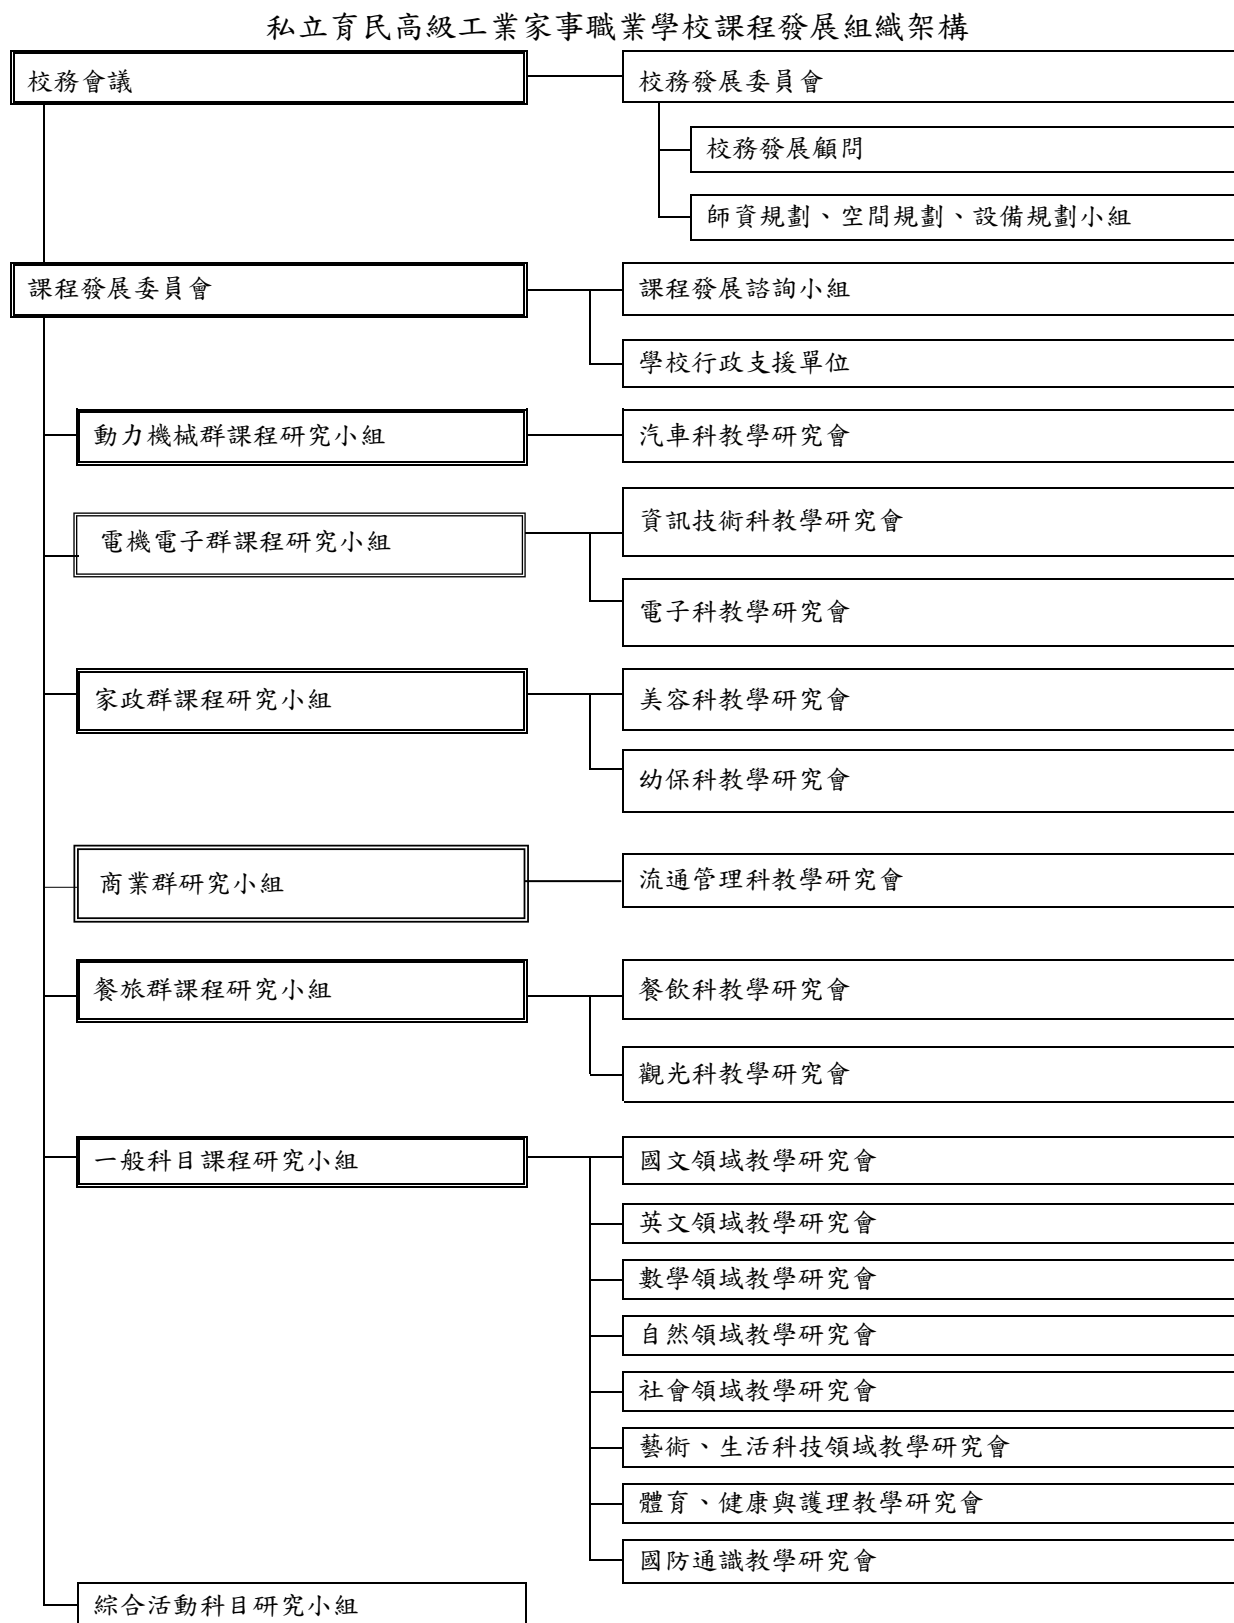 私立育民高級工業家事職業學校課程發展組織架構
校務會議
校務發展委員會
校務發展顧問
師資規劃、空間規劃、設備規劃小組
課程發展委員會
課程發展諮詢小組
學校行政支援單位
動力機械群課程研究小組
汽車科教學研究會
電機電子群課程研究小組
資訊技術科教學研究會
電子科教學研究會
家政群課程研究小組
美容科教學研究會
幼保科教學研究會
商業群研究小組
流通管理科教學研究會
餐旅群課程研究小組
餐飲科教學研究會
觀光科教學研究會
一般科目課程研究小組
國文領域教學研究會
英文領域教學研究會
數學領域教學研究會
自然領域教學研究會
社會領域教學研究會
藝術、生活科技領域教學研究會
體育、健康與護理教學研究會
國防通識教學研究會
綜合活動科目研究小組